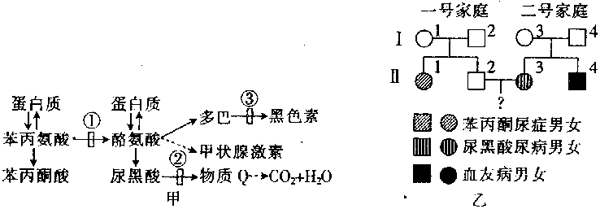 一号家庭 二号家庭
Ⅰ 1 2 3 4
Ⅱ 1 2 3 4
?
蛋白质 蛋白质 ③
多巴 黑色素
① 
苯丙氨酸 酪氨酸
甲状腺激素
②
苯丙酮酸 尿黑酸 物质 Q CO₂+H₂O
甲
苯丙酮尿症男女
尿黑酸尿病男女
血友病男女
乙